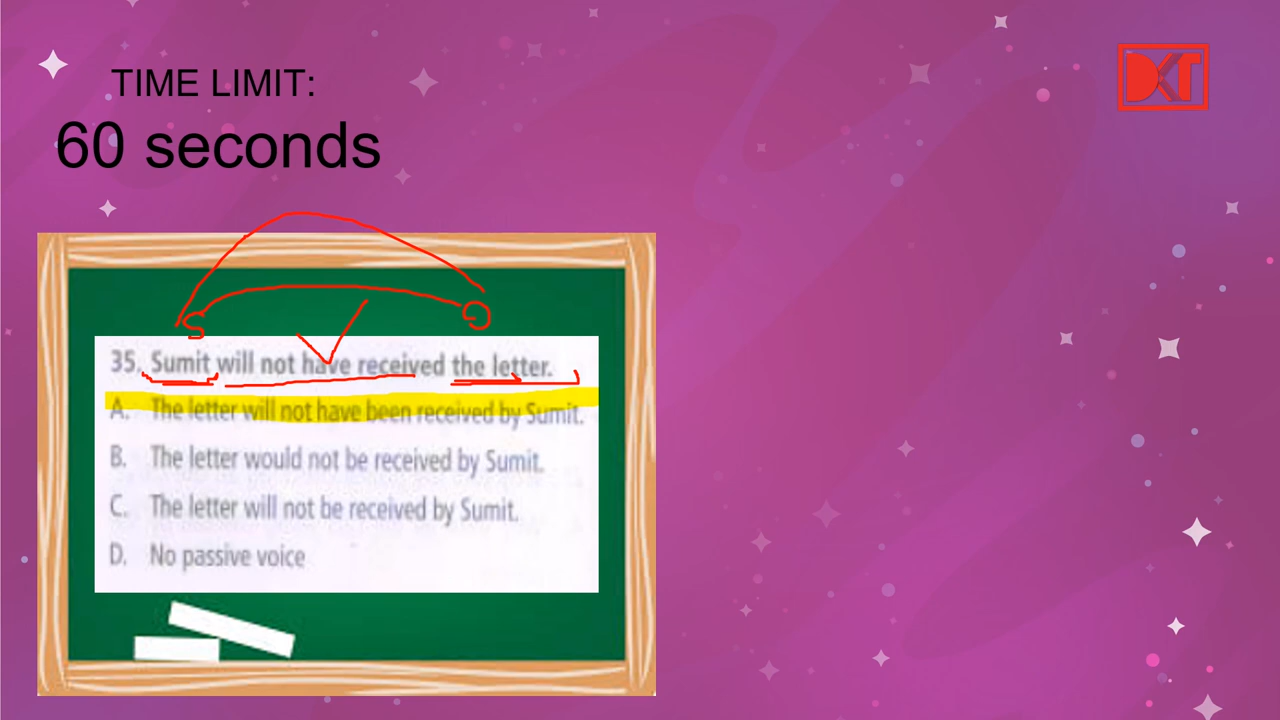 TIME LIMIT:
60 seconds
DKT
35. Sumit will not have received the letter.
A. The letter will not have been received by Sumit.
B. The letter would not be received by Sumit.
C. The letter will not be received by Sumit.
D. No passive voice